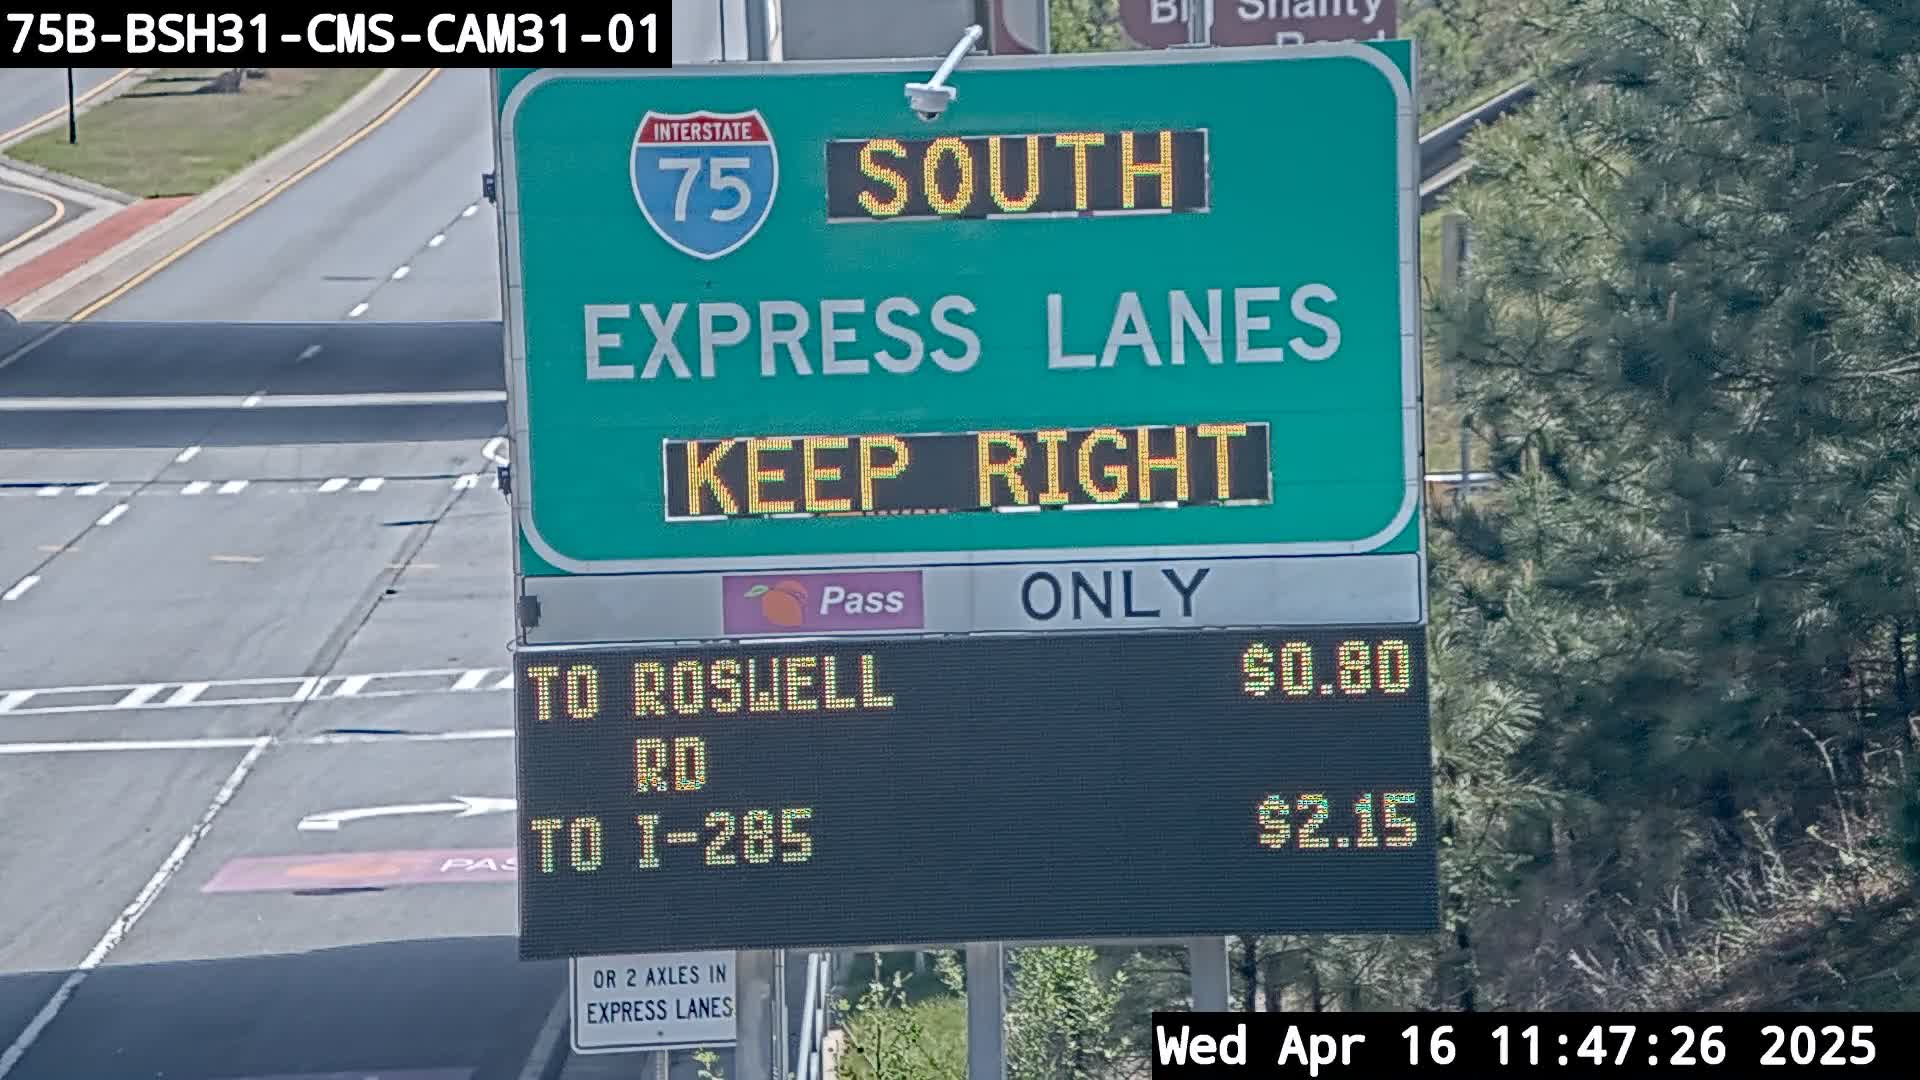 75B-BSH31-CMS-CAM31-01
Shanty
INTERSTATE
75
SOUTH
EXPRESS LANES
KEEP RIGHT
Pass ONLY
TO ROSWELL $0.80
RD
TO I-285 $2.15
OR 2 AXLES IN
EXPRESS LANES
Wed Apr 16 11:47:26 2025